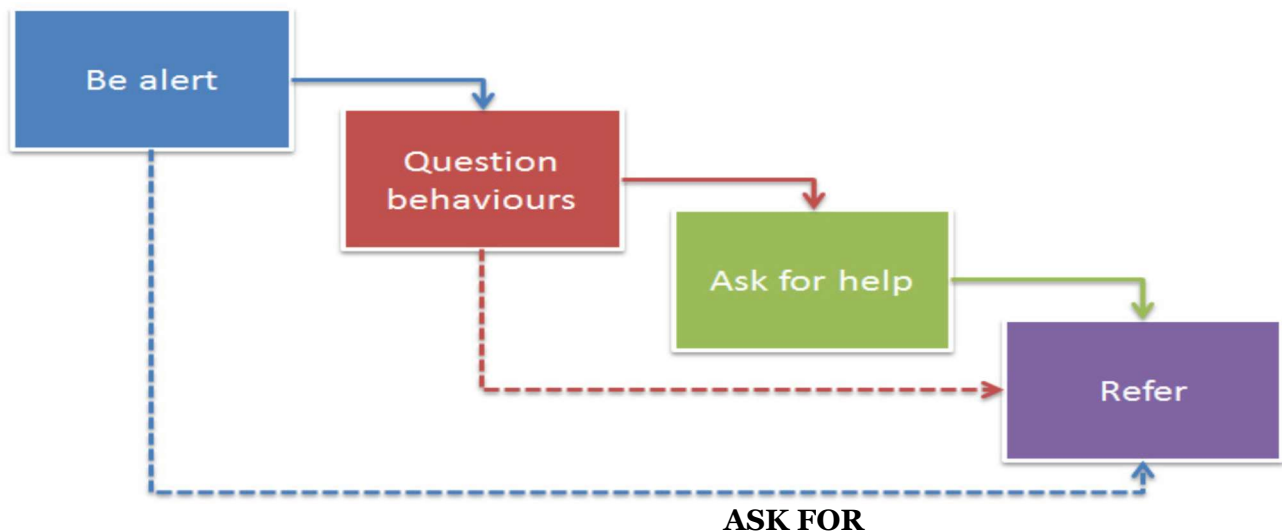 Be alert
Question
behaviours
Ask for help
Refer
ASK FOR